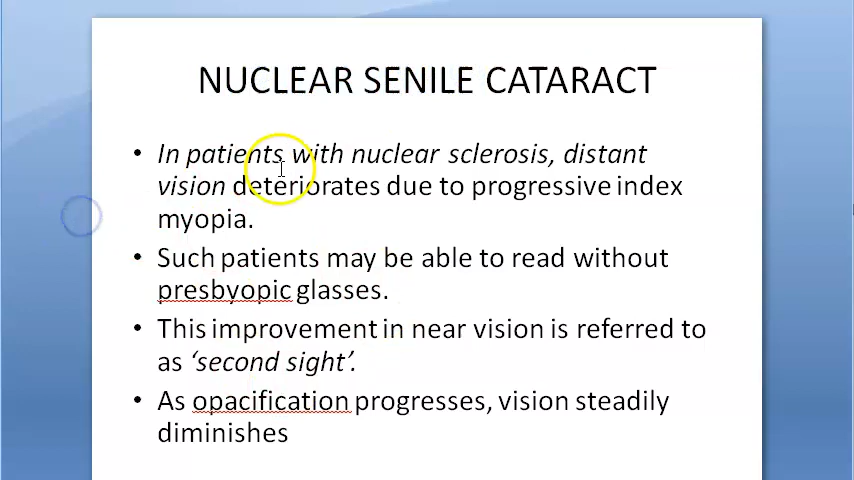 NUCLEAR SENILE CATARACT
• In patients with nuclear sclerosis, distant
vision deteriorates due to progressive index
myopia.
• Such patients may be able to read without
presbyopic glasses.
• This improvement in near vision is referred to
as ‘second sight’.
• As opacification progresses, vision steadily
diminishes